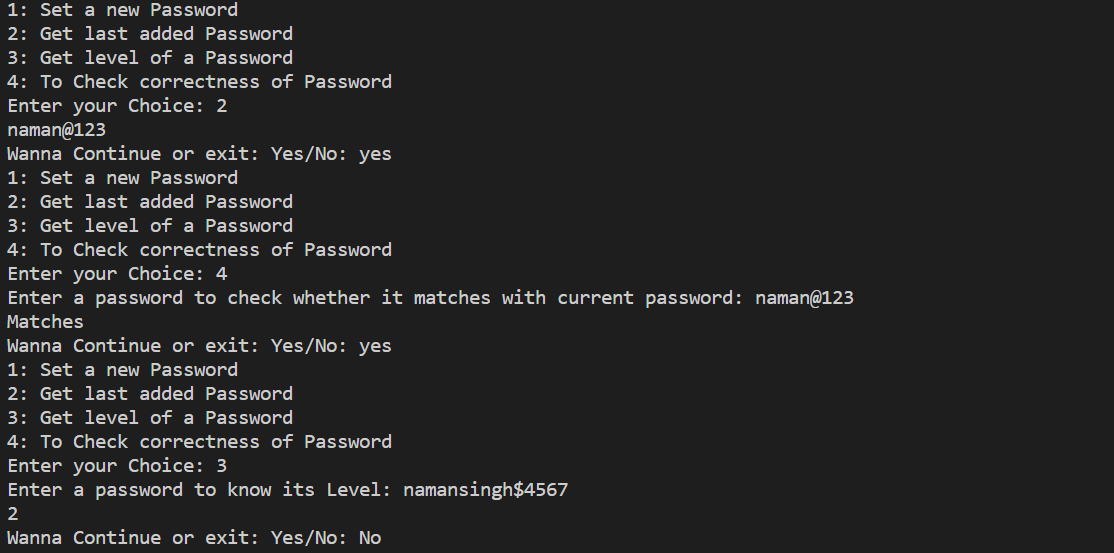 1: Set a new Password
2: Get last added Password
3: Get level of a Password
4: To Check correctness of Password
Enter your Choice: 2
naman@123
Wanna Continue or exit: Yes/No: yes
1: Set a new Password
2: Get last added Password
3: Get level of a Password
4: To Check correctness of Password
Enter your Choice: 4
Enter a password to check whether it matches with current password: naman@123
Matches
Wanna Continue or exit: Yes/No: yes
1: Set a new Password
2: Get last added Password
3: Get level of a Password
4: To Check correctness of Password
Enter your Choice: 3
Enter a password to know its Level: namansingh$4567
2
Wanna Continue or exit: Yes/No: No